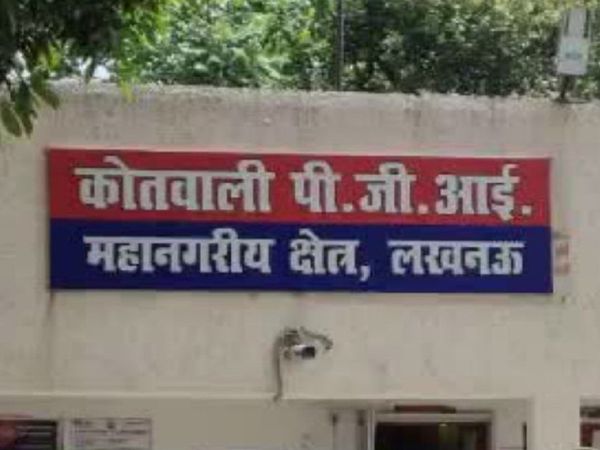 कोतवाली पी.जी.आई.
महानगरीय क्षेत्र, लखनऊ